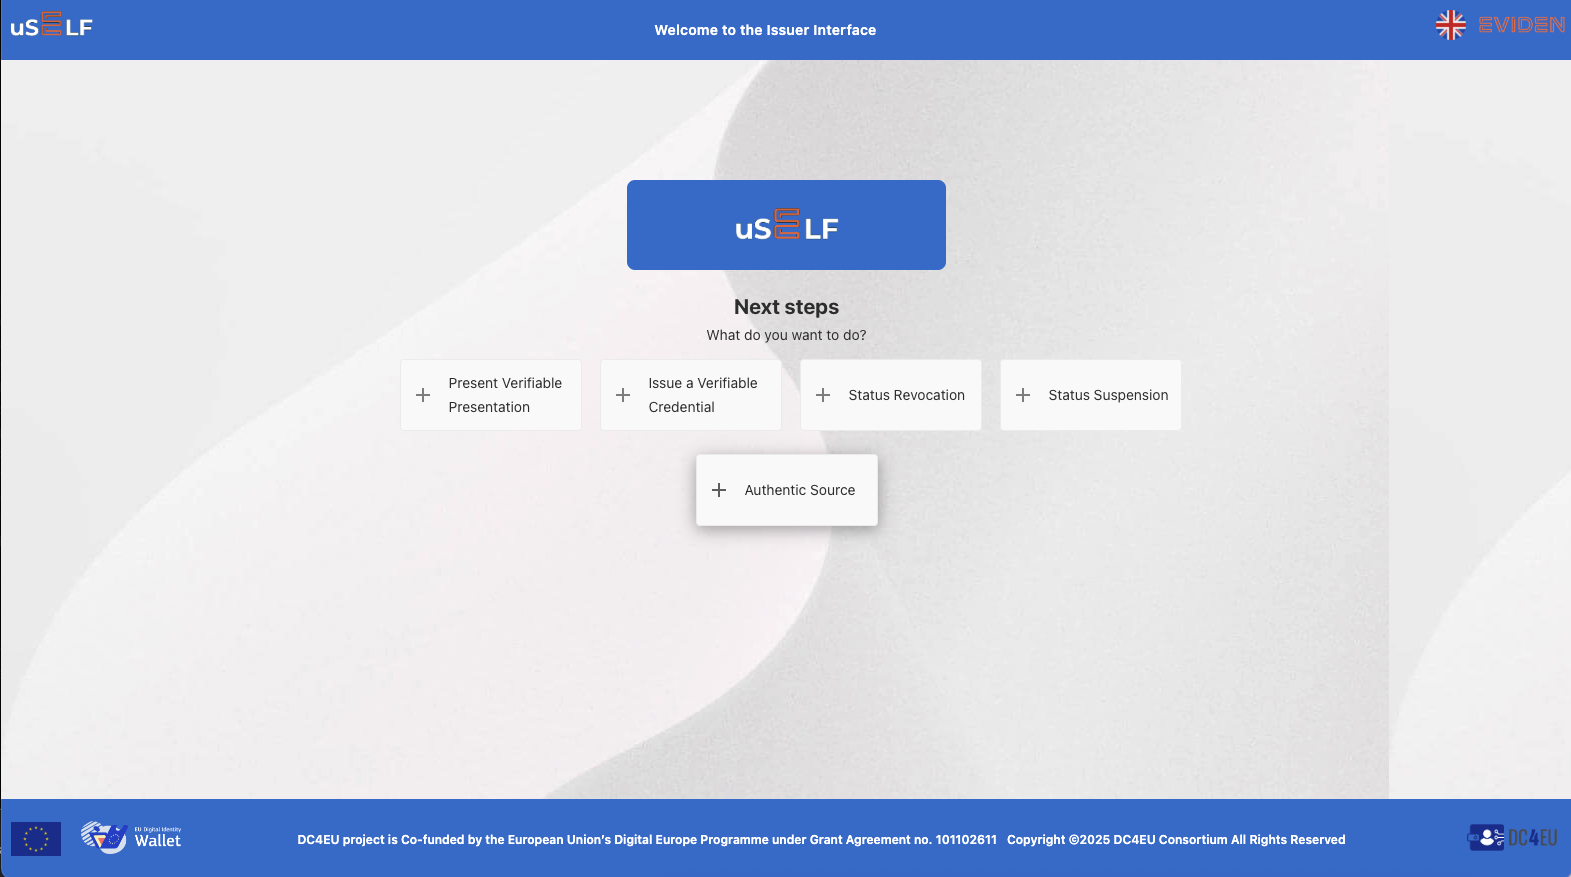 uSELF
Welcome to the Issuer Interface
EVIDEN
uSELF
Next steps
What do you want to do?
Present Verifiable
Presentation
Issue a Verifiable
Credential
Status Revocation
Status Suspension
Authentic Source
EU Digital Identity
Wallet
DC4EU project is Co-funded by the European Union's Digital Europe Programme under Grant Agreement no. 101102611 Copyright ©2025 DC4EU Consortium All Rights Reserved
DC4EU